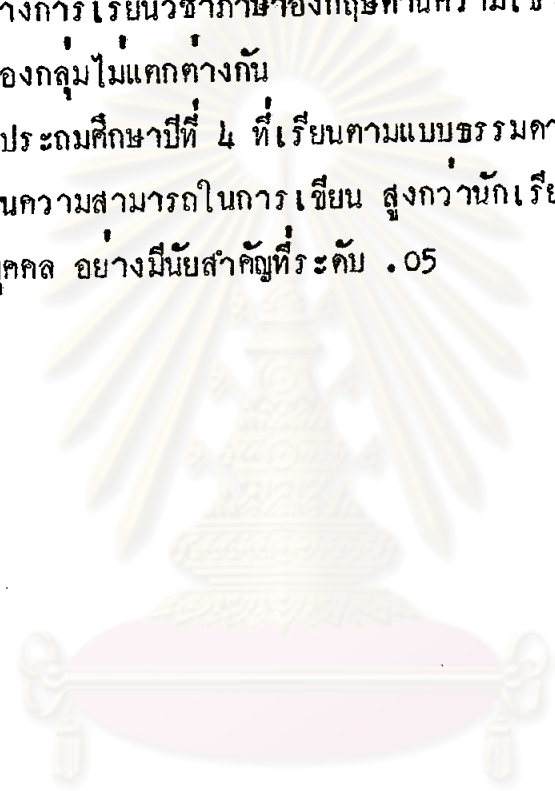 างการเรียนวิชาภาษาอังกฤษด้านความเข้
องกลุ่มไม่แตกต่างกัน
ประถมศึกษาปีที่ 4 ที่เรียนตามแบบธรรมดา
นความสามารถในการเขียน สูงกว่านักเรีย
ุคคล อย่างมีนัยสำคัญที่ระดับ .05